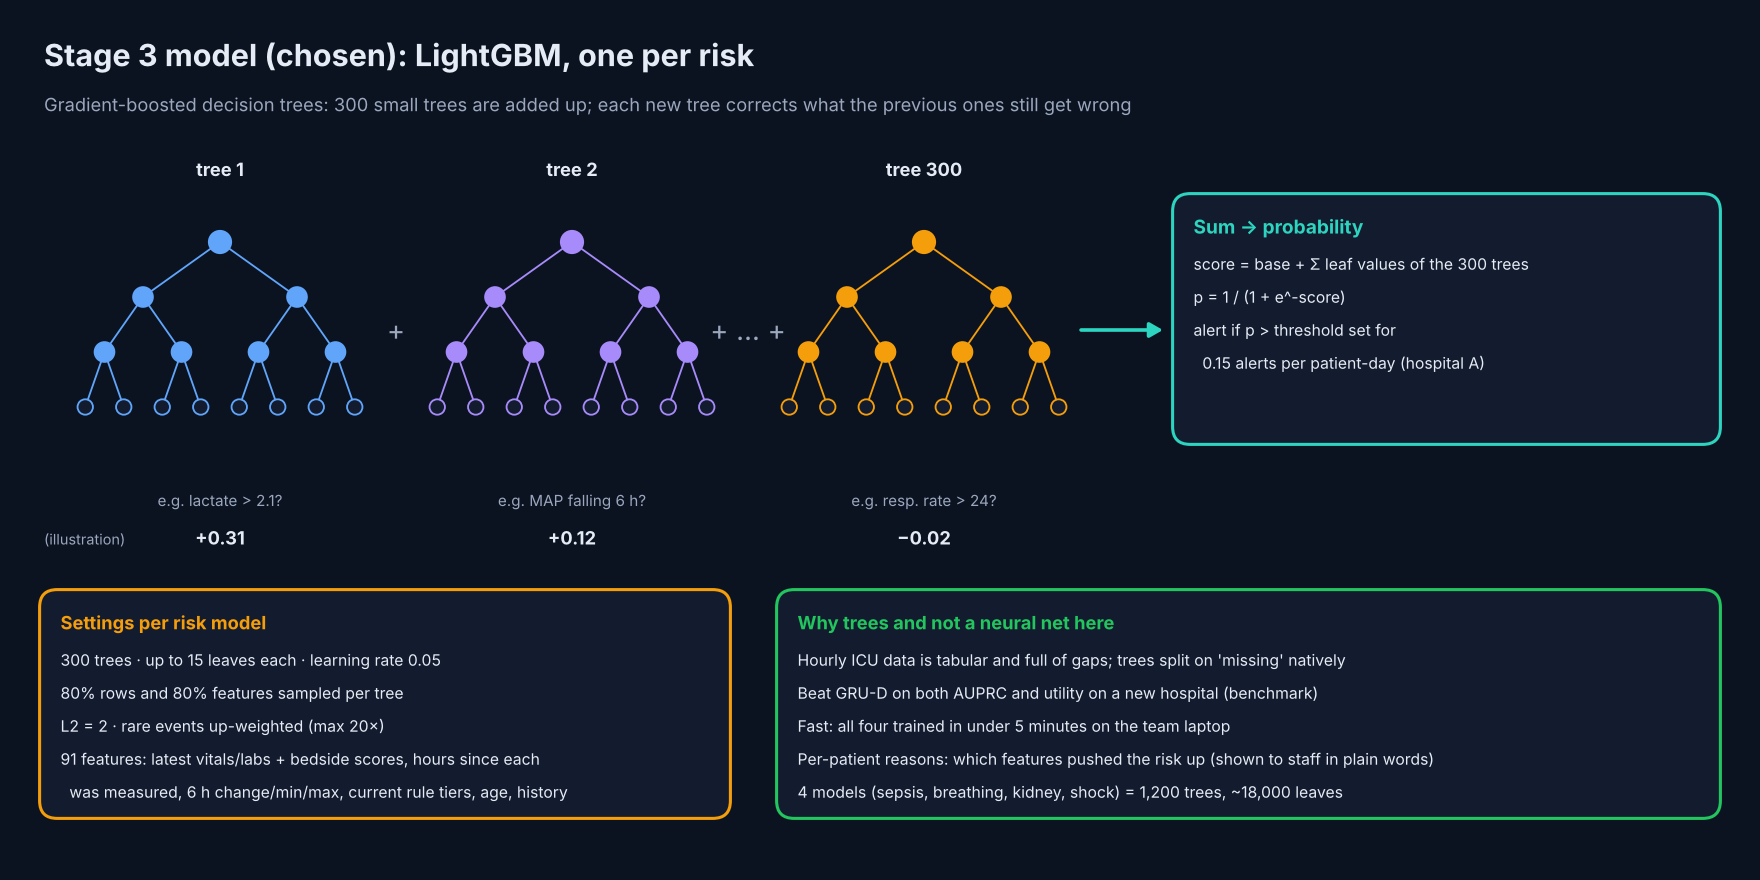 Stage 3 model (chosen): LightGBM, one per risk
Gradient-boosted decision trees: 300 small trees are added up; each new tree corrects what the previous ones still get wrong
tree 1
tree 2
tree 300
+
+ ... +
Sum → probability
score = base + Σ leaf values of the 300 trees
p = 1 / (1 + e^-score)
alert if p > threshold set for
0.15 alerts per patient-day (hospital A)
e.g. lactate > 2.1?
e.g. MAP falling 6 h?
e.g. resp. rate > 24?
(illustration)
+0.31
+0.12
−0.02
Settings per risk model
300 trees · up to 15 leaves each · learning rate 0.05
80% rows and 80% features sampled per tree
L2 = 2 · rare events up-weighted (max 20×)
91 features: latest vitals/labs + bedside scores, hours since each
was measured, 6 h change/min/max, current rule tiers, age, history
Why trees and not a neural net here
Hourly ICU data is tabular and full of gaps; trees split on 'missing' natively
Beat GRU-D on both AUPRC and utility on a new hospital (benchmark)
Fast: all four trained in under 5 minutes on the team laptop
Per-patient reasons: which features pushed the risk up (shown to staff in plain words)
4 models (sepsis, breathing, kidney, shock) = 1,200 trees, ~18,000 leaves